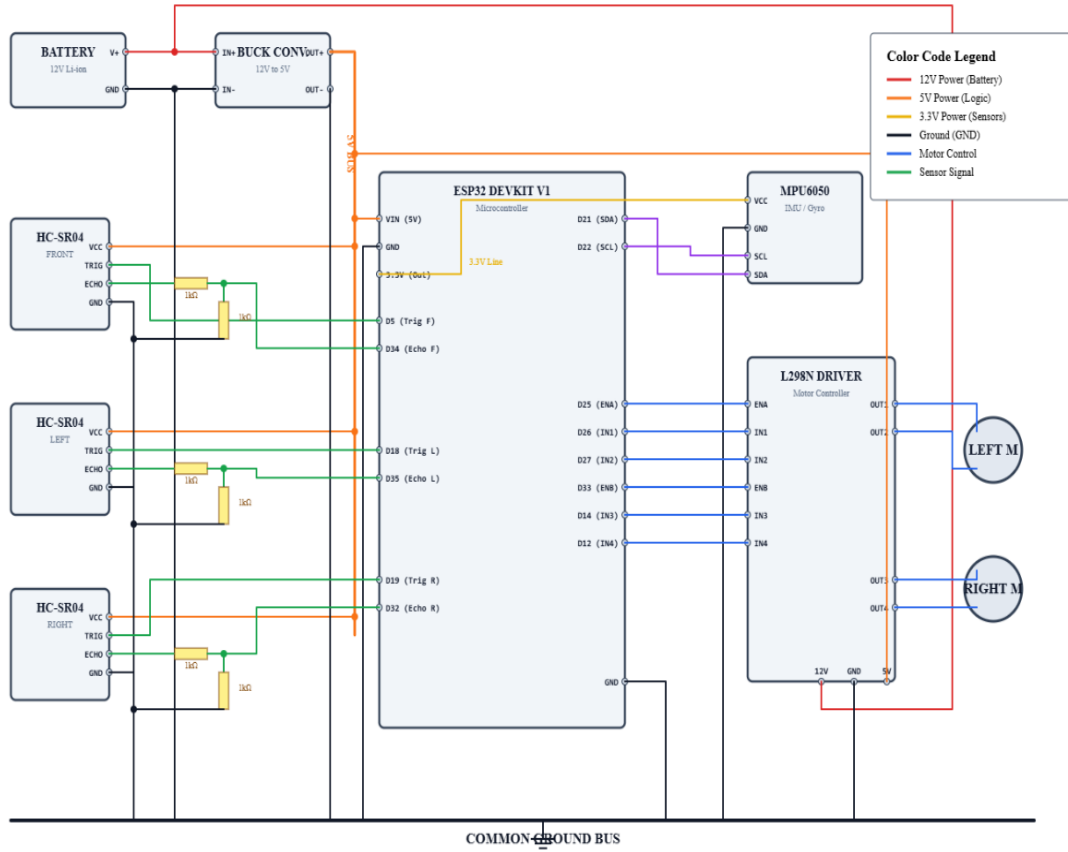 BATTERY
12V Li-ion
V+
GND
BUCK CONV.
12V to 5V
IN+
OUT+
IN-
OUT-
Color Code Legend
12V Power (Battery)
5V Power (Logic)
3.3V Power (Sensors)
Ground (GND)
Motor Control
Sensor Signal
5V BUS
HC-SR04
FRONT
VCC
TRIG
ECHO
GND
1kΩ
1kΩ
HC-SR04
LEFT
VCC
TRIG
ECHO
GND
1kΩ
1kΩ
HC-SR04
RIGHT
VCC
TRIG
ECHO
GND
1kΩ
1kΩ
ESP32 DEVKIT V1
Microcontroller
VIN (5V)
GND
3.3V (Out)
3.3V Line
D5 (Trig F)
D34 (Echo F)
D18 (Trig L)
D35 (Echo L)
D19 (Trig R)
D32 (Echo R)
D21 (SDA)
D22 (SCL)
D25 (ENA)
D26 (IN1)
D27 (IN2)
D33 (ENB)
D14 (IN3)
D12 (IN4)
GND
MPU6050
IMU / Gyro
VCC
GND
SCL
SDA
L298N DRIVER
Motor Controller
ENA
IN1
IN2
ENB
IN3
IN4
OUT1
OUT2
OUT3
OUT4
12V
GND
5V
LEFT M
RIGHT M
COMMON GROUND BUS